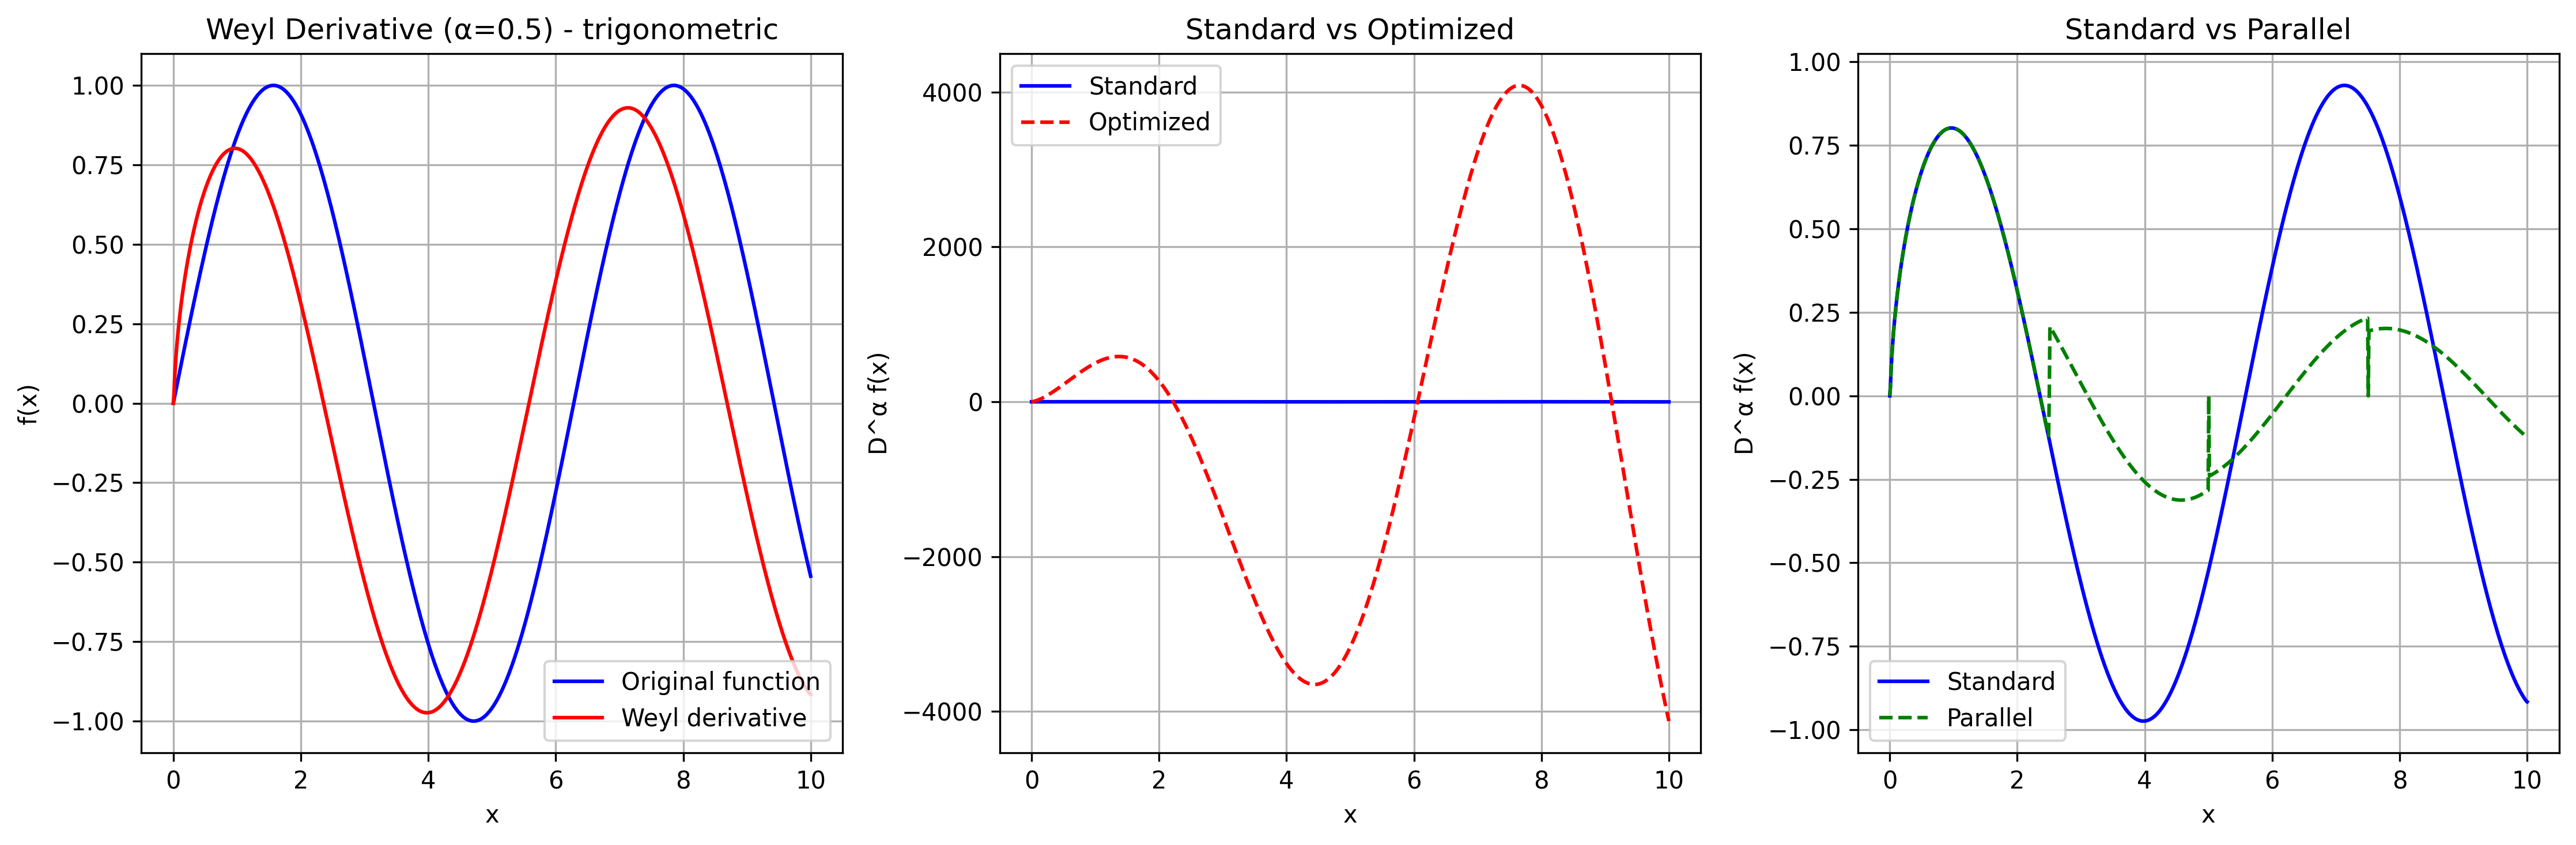 Weyl Derivative (α=0.5) - trigonometric
f(x)
1.00
0.75
0.50
0.25
0.00
−0.25
−0.50
−0.75
−1.00
Original function
Weyl derivative
0 2 4 6 8 10
x
Standard vs Optimized
D^α f(x)
4000
2000
0
−2000
−4000
Standard
Optimized
0 2 4 6 8 10
x
Standard vs Parallel
D^α f(x)
1.00
0.75
0.50
0.25
0.00
−0.25
−0.50
−0.75
−1.00
Standard
Parallel
0 2 4 6 8 10
x